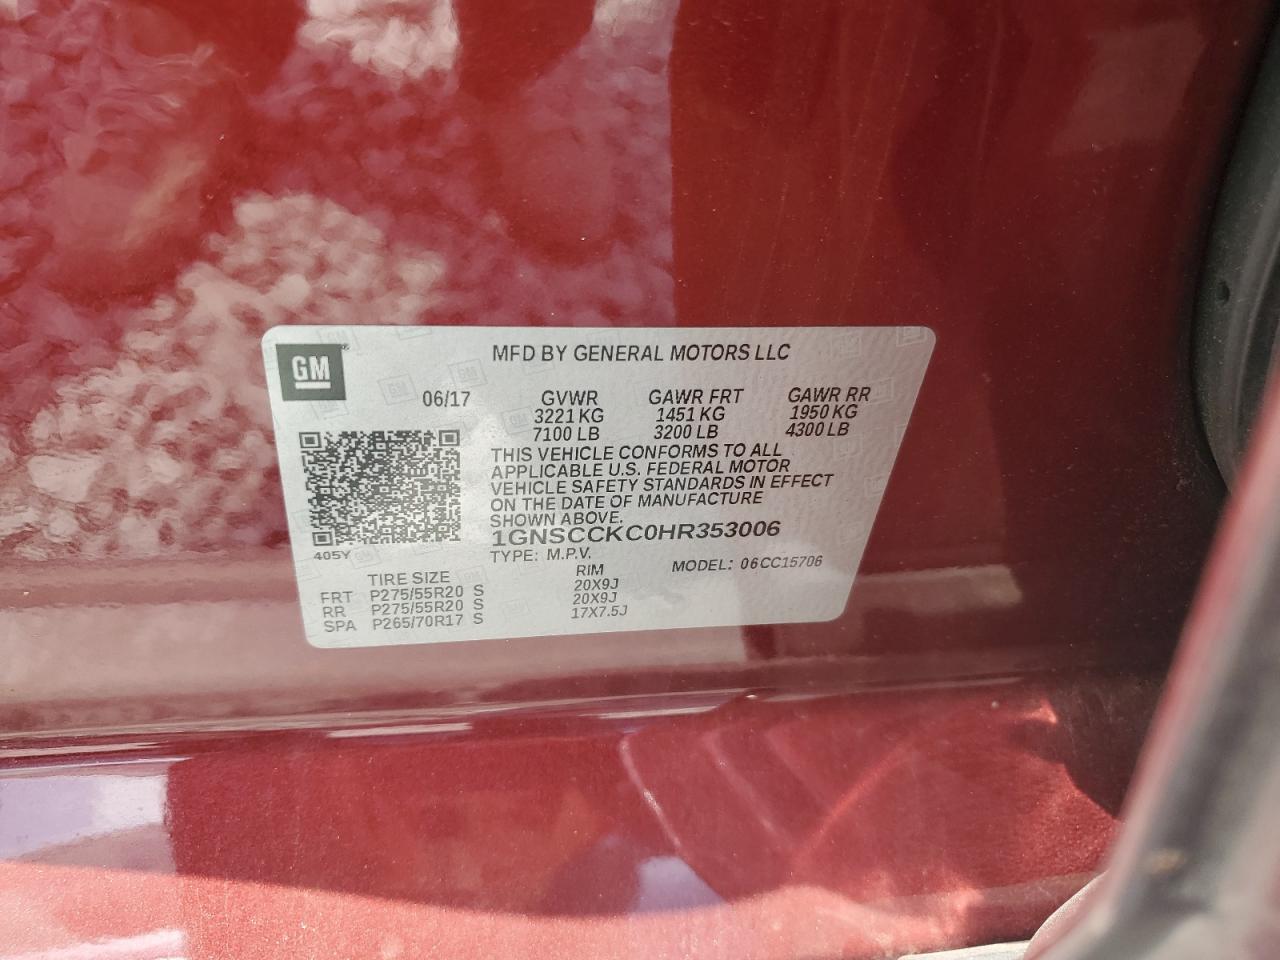 GM
MFD BY GENERAL MOTORS LLC
06/17 GVWR GAWR FRT GAWR RR
3221 KG 1451 KG 1950 KG
7100 LB 3200 LB 4300 LB
THIS VEHICLE CONFORMS TO ALL
APPLICABLE U.S. FEDERAL MOTOR
VEHICLE SAFETY STANDARDS IN EFFECT
ON THE DATE OF MANUFACTURE
SHOWN ABOVE.
1GNSCCKC0HR353006
405Y
TYPE: M.P.V. MODEL: 06CC15706
TIRE SIZE RIM
FRT P275/55R20 S 20X9J
RR P275/55R20 S 20X9J
SPA P265/70R17 S 17X7.5J